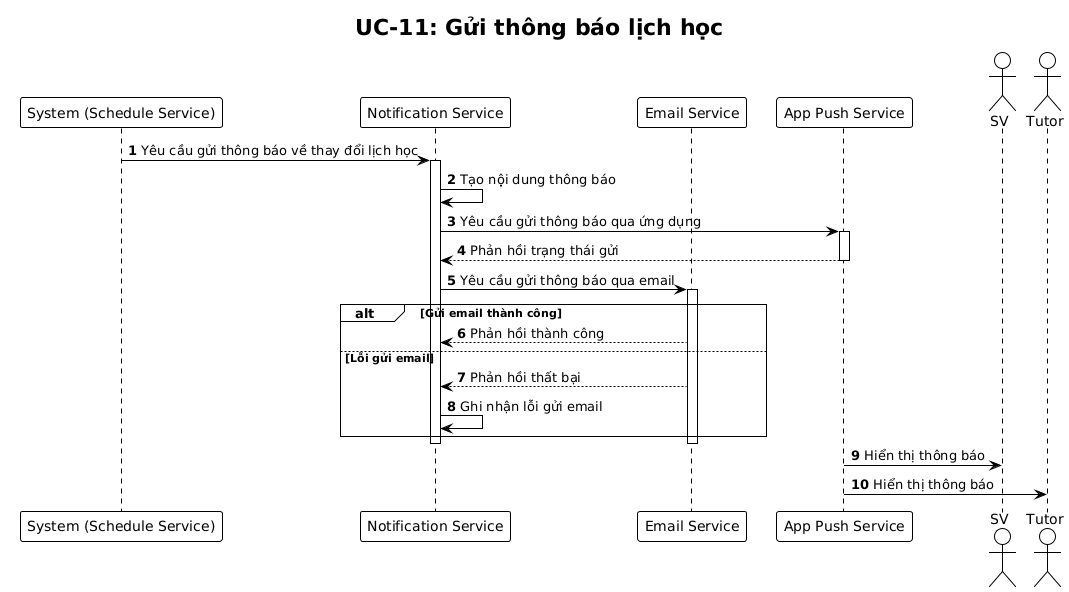 UC-11: Gửi thông báo lịch học
System (Schedule Service)
Notification Service
Email Service
App Push Service
SV
Tutor
1 Yêu cầu gửi thông báo về thay đổi lịch học
2 Tạo nội dung thông báo
3 Yêu cầu gửi thông báo qua ứng dụng
4 Phản hồi trạng thái gửi
5 Yêu cầu gửi thông báo qua email
alt
[Gửi email thành công]
6 Phản hồi thành công
[Lỗi gửi email]
7 Phản hồi thất bại
8 Ghi nhận lỗi gửi email
9 Hiển thị thông báo
10 Hiển thị thông báo
System (Schedule Service)
Notification Service
Email Service
App Push Service
SV
Tutor